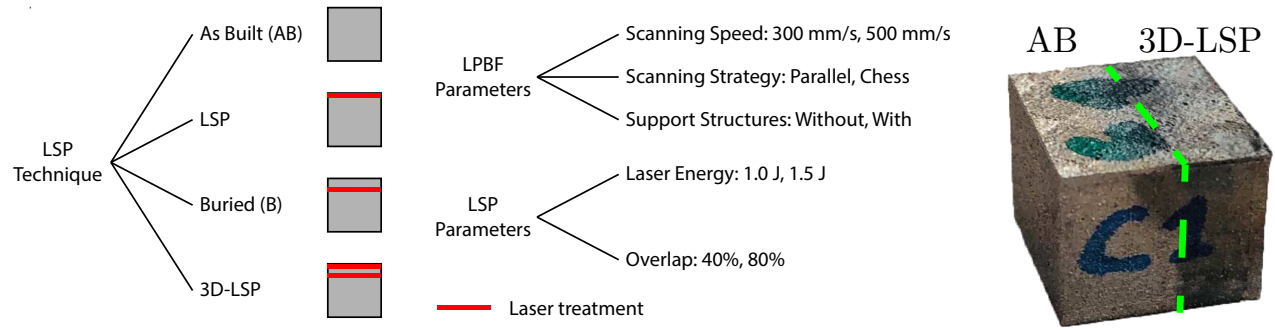 LSP
Technique
As Built (AB)
LSP
Buried (B)
3D-LSP
LPBF
Parameters
Scanning Speed: 300 mm/s, 500 mm/s
Scanning Strategy: Parallel, Chess
Support Structures: Without, With
LSP
Parameters
Laser Energy: 1.0 J, 1.5 J
Overlap: 40%, 80%
Laser treatment
AB
3D-LSP
C1